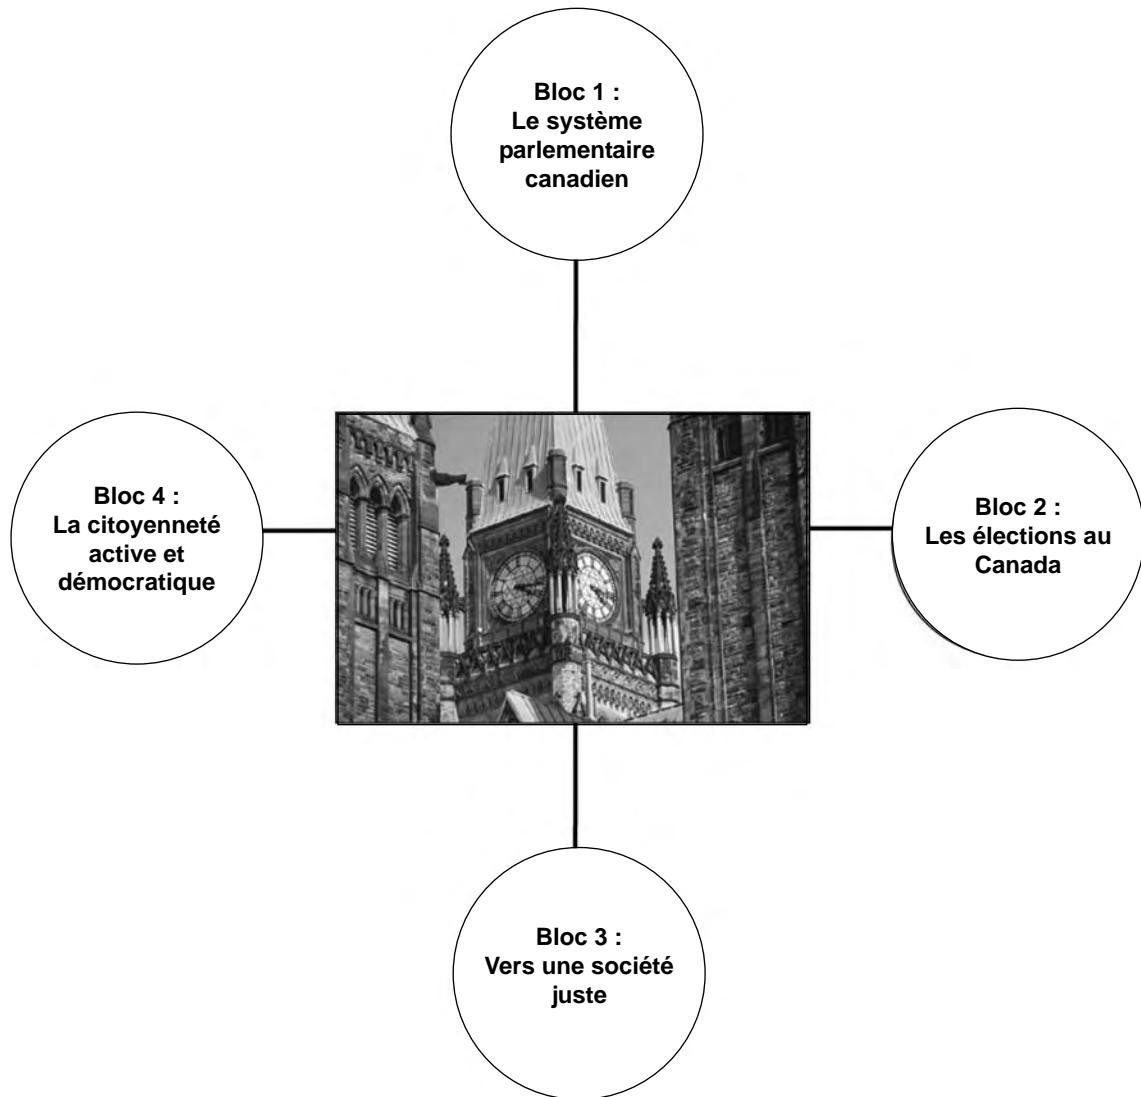 Bloc 1 :
Le système
parlementaire
canadien
Bloc 4 :
La citoyenneté
active et
démocratique
Bloc 2 :
Les élections au
Canada
Bloc 3 :
Vers une société
juste